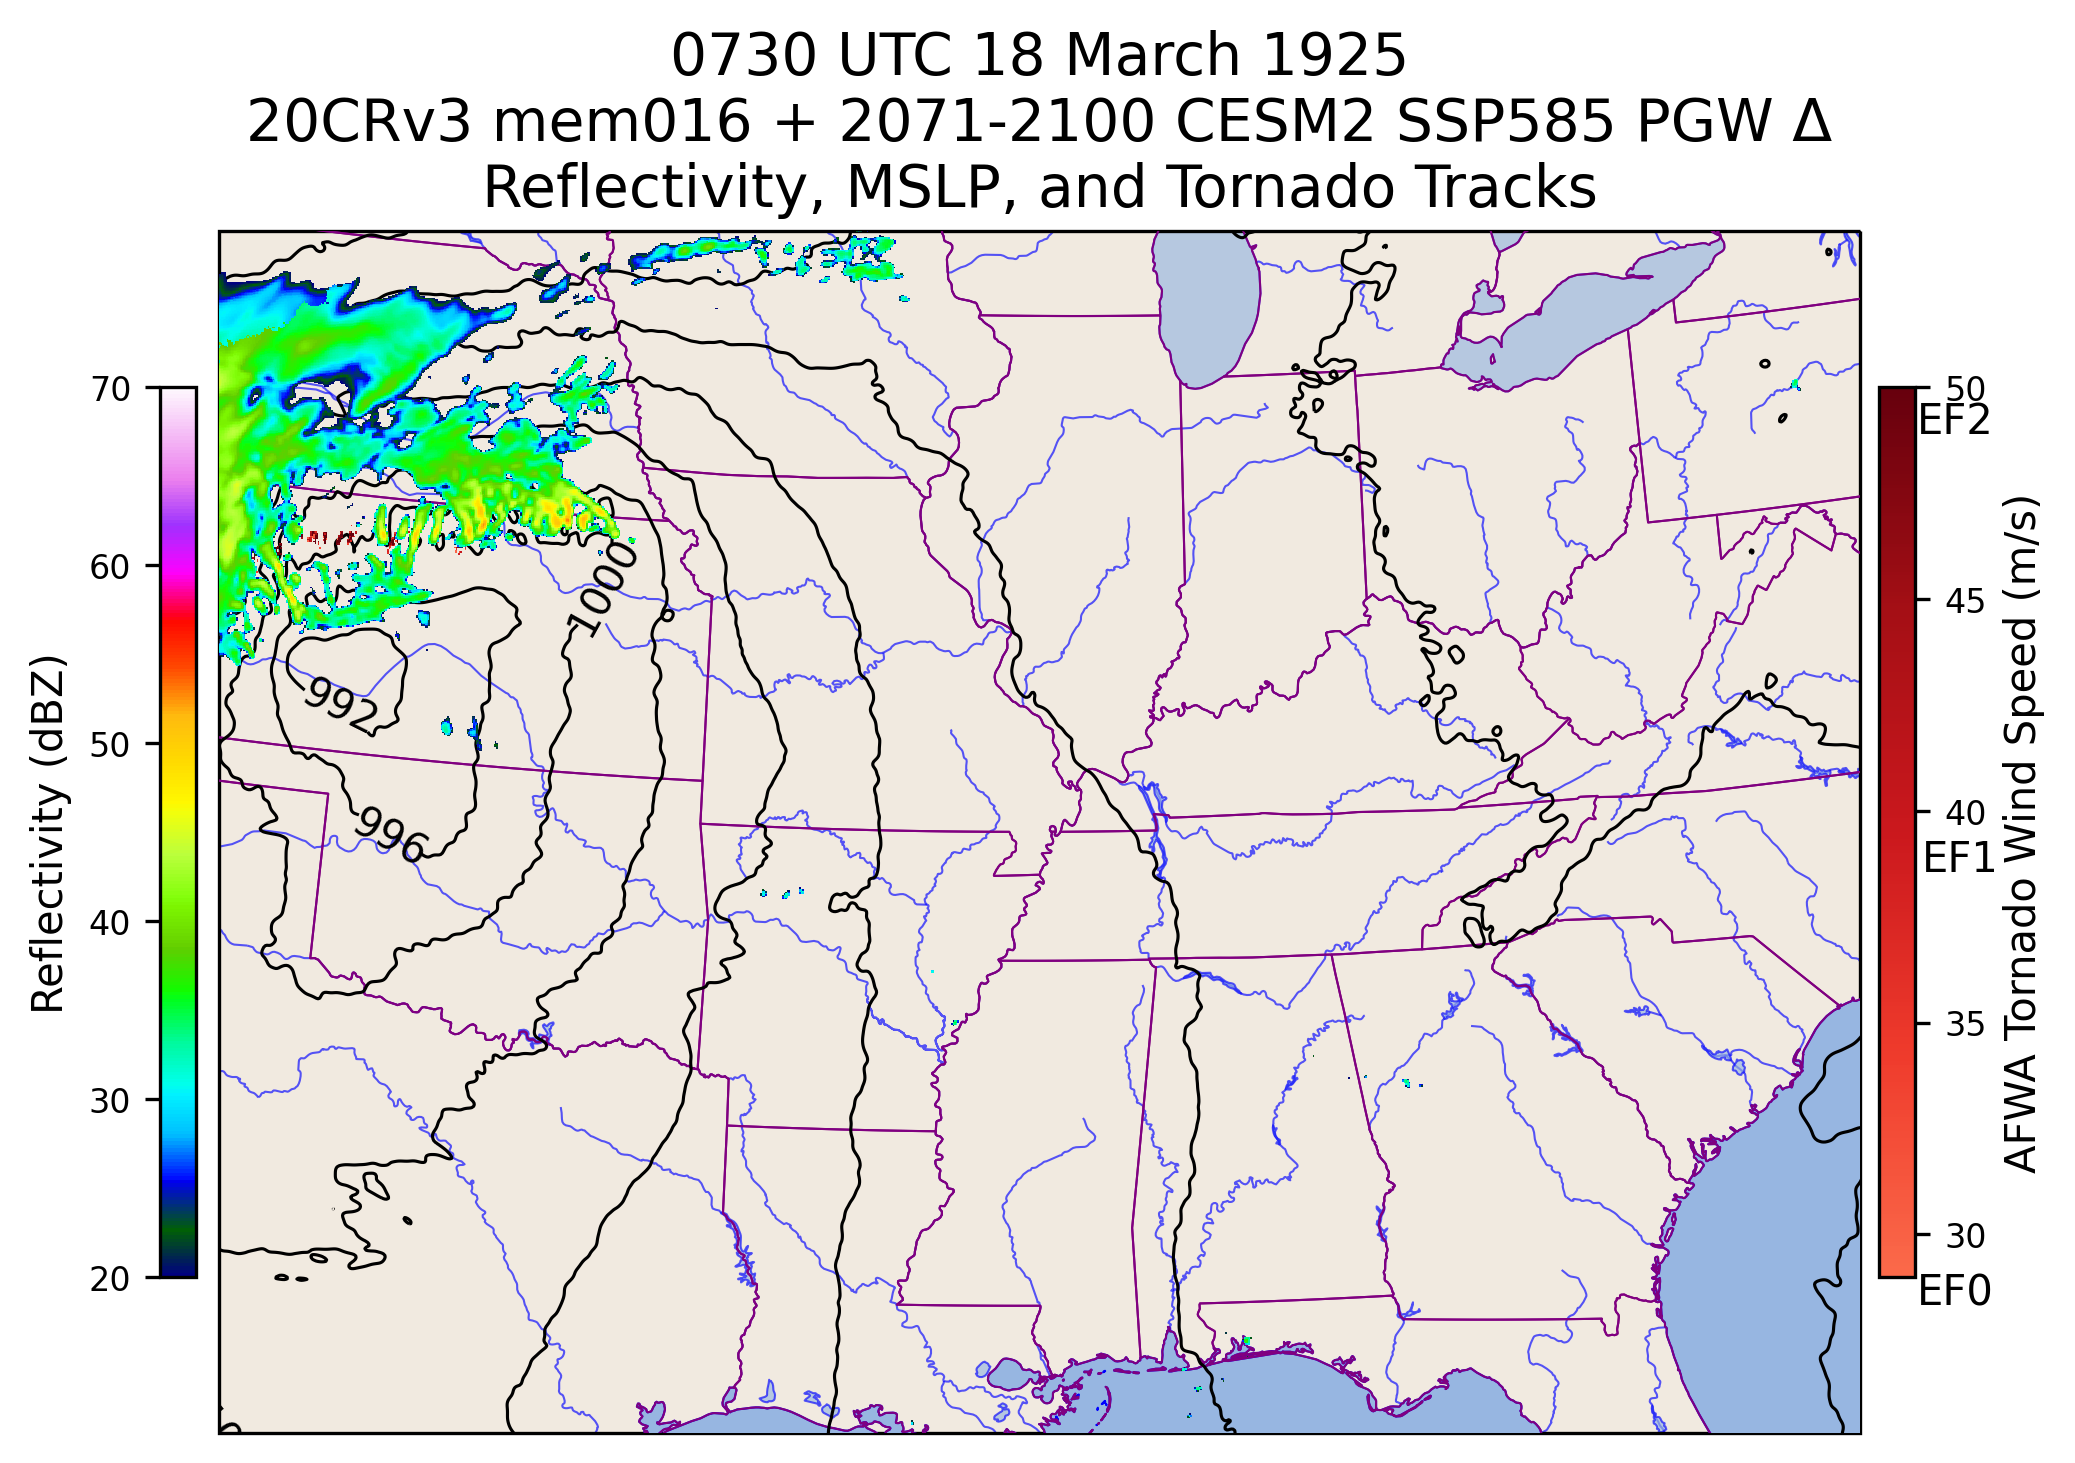 0730 UTC 18 March 1925
20CRv3 mem016 + 2071-2100 CESM2 SSP585 PGW Δ
Reflectivity, MSLP, and Tornado Tracks
Reflectivity (dBZ)
70
60
50
40
30
20
1000
992
996
50
EF2
45
40
EF1
35
30
EF0
AFWA Tornado Wind Speed (m/s)